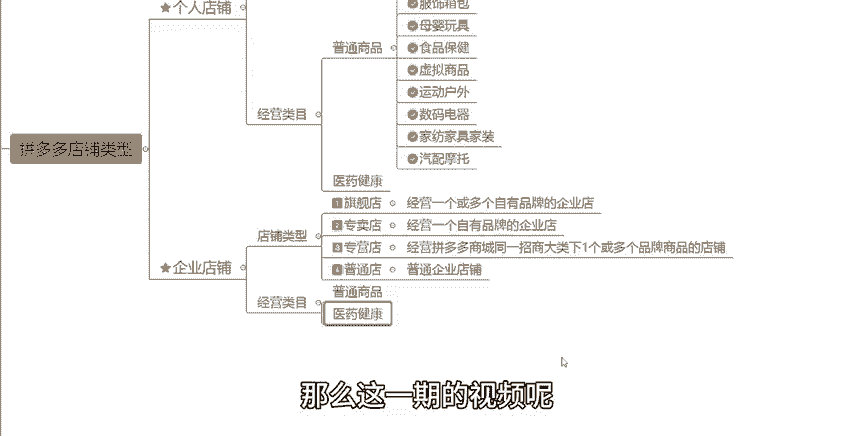 服饰箱包
★个人店铺
母婴玩具
普通商品
食品保健
虚拟商品
运动户外
经营类目
数码电器
家纺家具家装
拼多多店铺类型
汽配摩托
医药健康
1旗舰店 经营一个或多个自有品牌的企业店
2专卖店 经营一个自有品牌的企业店
店铺类型
3专营店 经营拼多多商城同一招商大类下1个或多个品牌商品的店铺
★企业店铺
4普通店 普通企业店铺
普通商品
经营类目
医药健康
那么这一期的视频呢